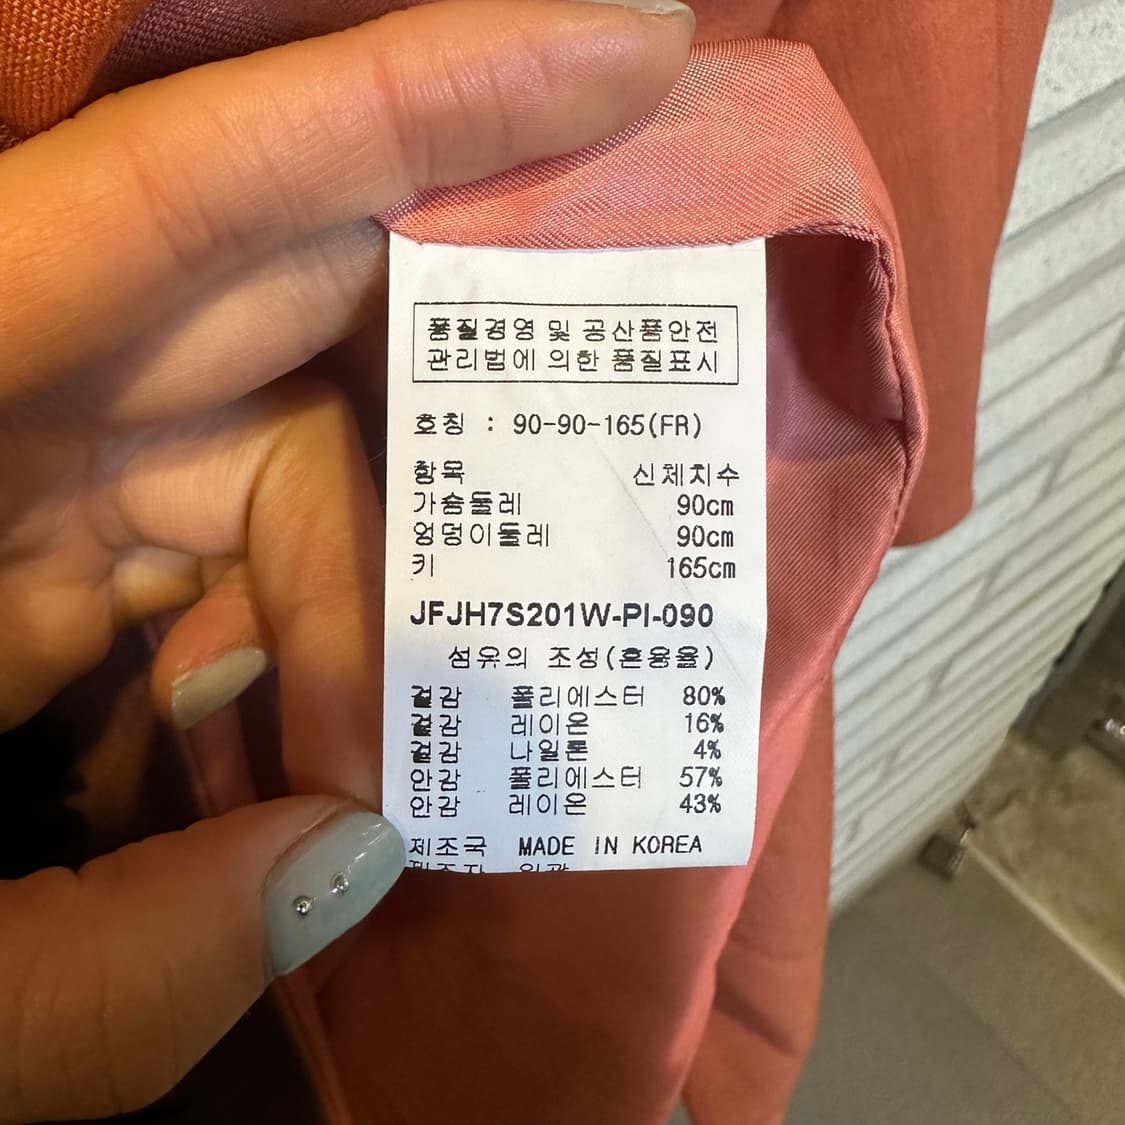 품질경영 및 공산품안전
관리법에 의한 품질표시
호칭 : 90-90-165(FR)
항목 신체치수
가슴둘레 90cm
엉덩이둘레 90cm
키 165cm
JFJH7S201W-PI-090
섬유의 조성(혼용율)
겉감 폴리에스터 80%
겉감 레이온 16%
겉감 나일론 4%
안감 폴리에스터 57%
안감 레이온 43%
제조국 MADE IN KOREA